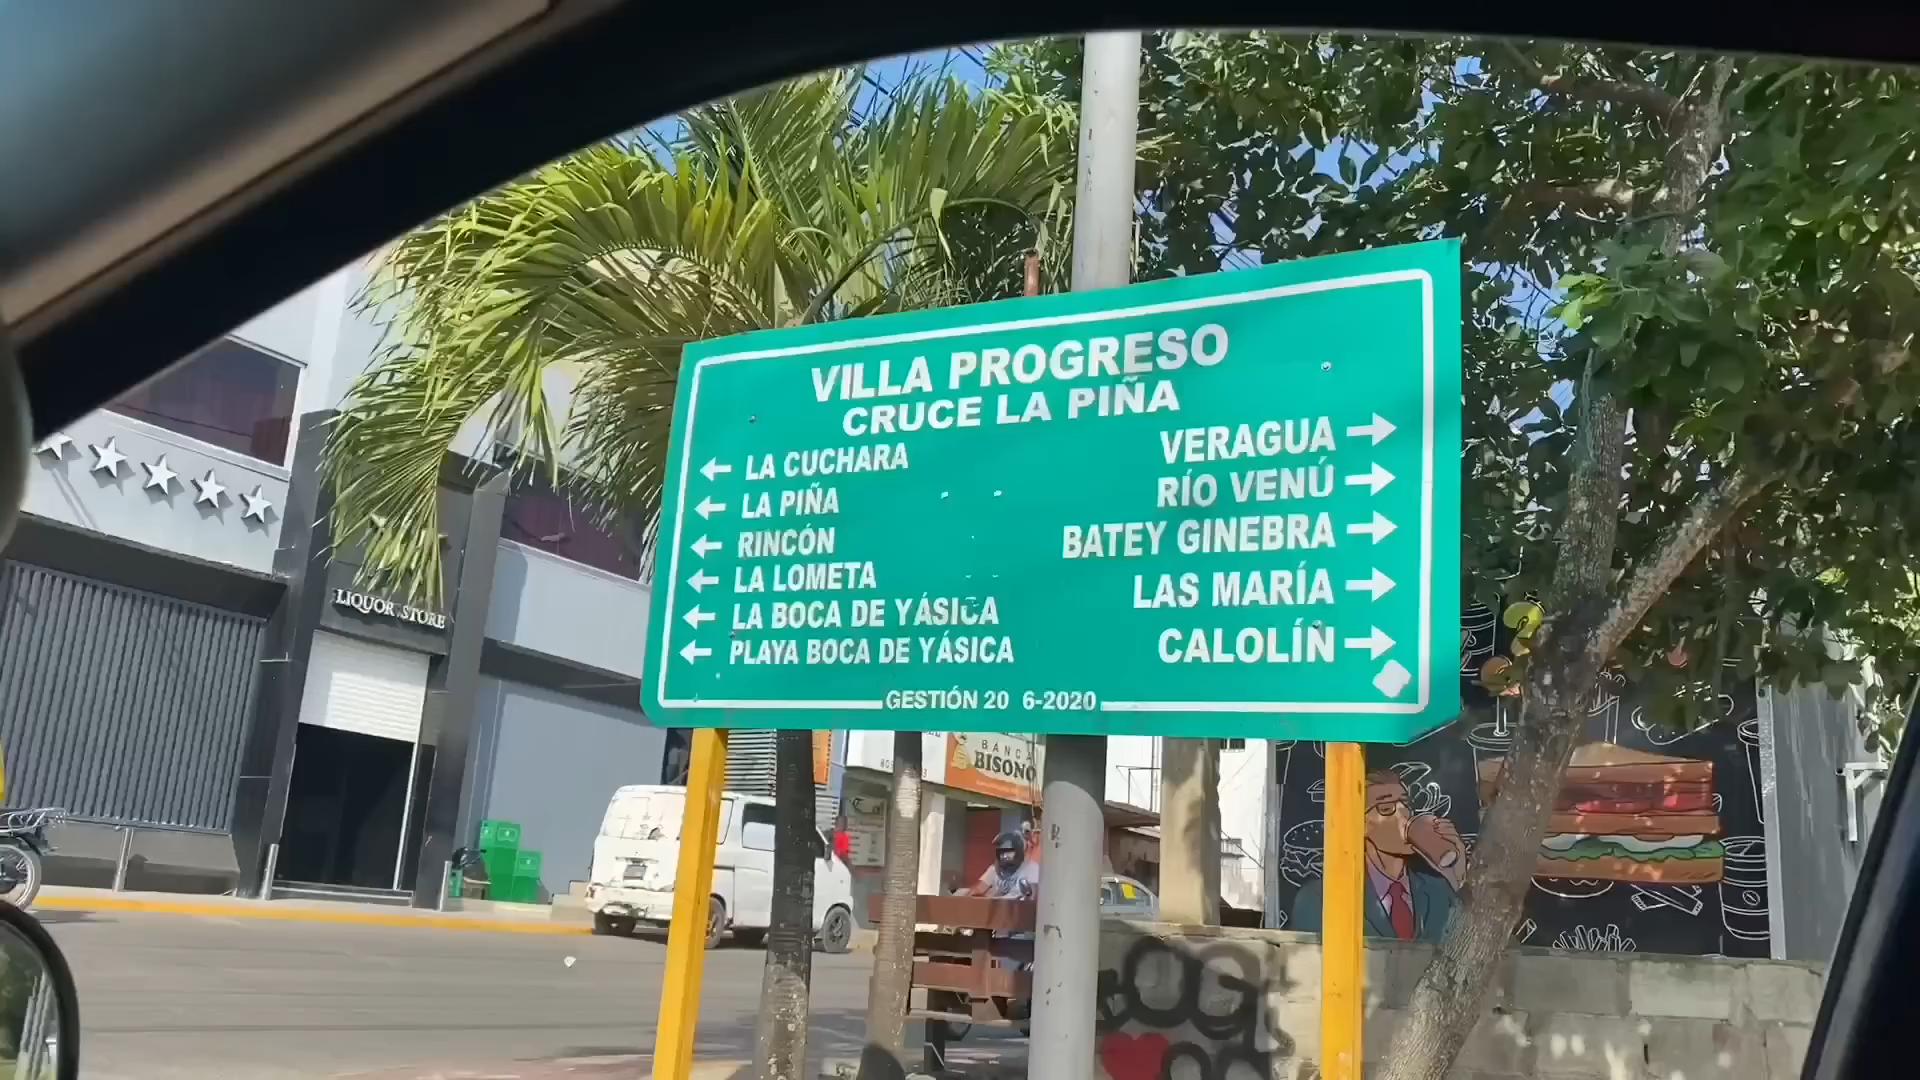 VILLA PROGRESO
CRUCE LA PIÑA
← LA CUCHARA
← LA PIÑA
← RINCÓN
← LA LOMETA
← LA BOCA DE YÁSICA
← PLAYA BOCA DE YÁSICA
VERAGUA →
RÍO VENÚ →
BATEY GINEBRA →
LAS MARÍA →
CALOLÍN →
GESTIÓN 20 6-2020
LIQUOR STORE
BANCA
BISONO